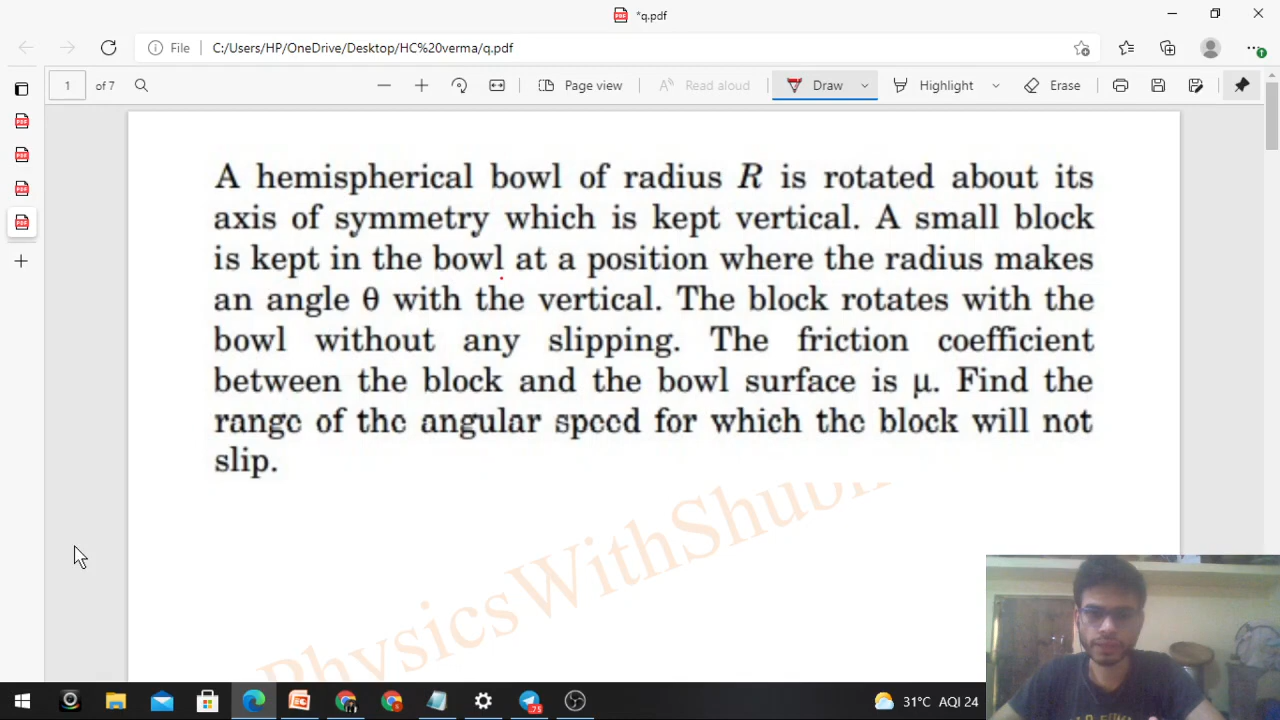 *q.pdf
File C:/Users/HP/OneDrive/Desktop/HC%20verma/q.pdf
1 of 7 Page view Read aloud Draw Highlight Erase
A hemispherical bowl of radius R is rotated about its
axis of symmetry which is kept vertical. A small block
is kept in the bowl at a position where the radius makes
an angle θ with the vertical. The block rotates with the
bowl without any slipping. The friction coefficient
between the block and the bowl surface is μ. Find the
range of the angular speed for which the block will not
slip.
31°C AQI 24